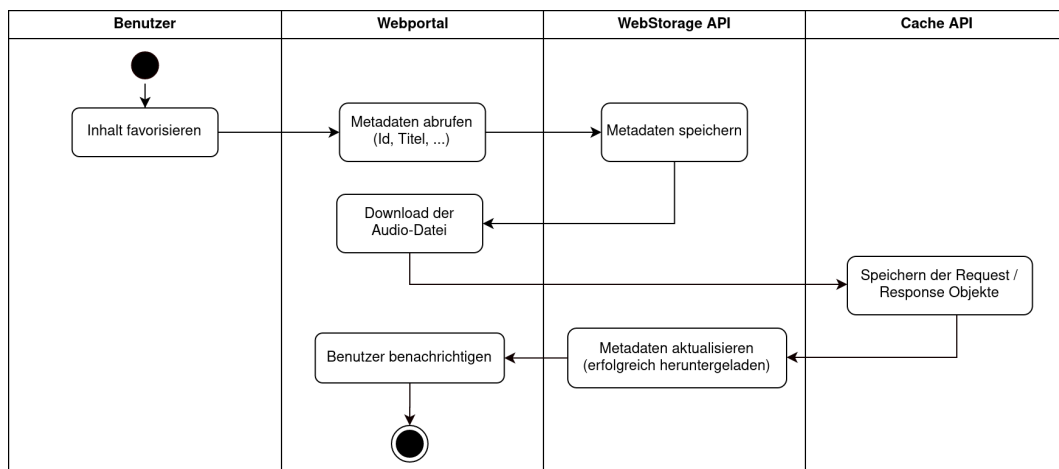 Benutzer
Webportal
WebStorage API
Cache API
Inhalt favorisieren
Metadaten abrufen
(Id, Titel, ...)
Metadaten speichern
Download der
Audio-Datei
Speichern der Request /
Response Objekte
Benutzer benachrichtigen
Metadaten aktualisieren
(erfolgreich heruntergeladen)